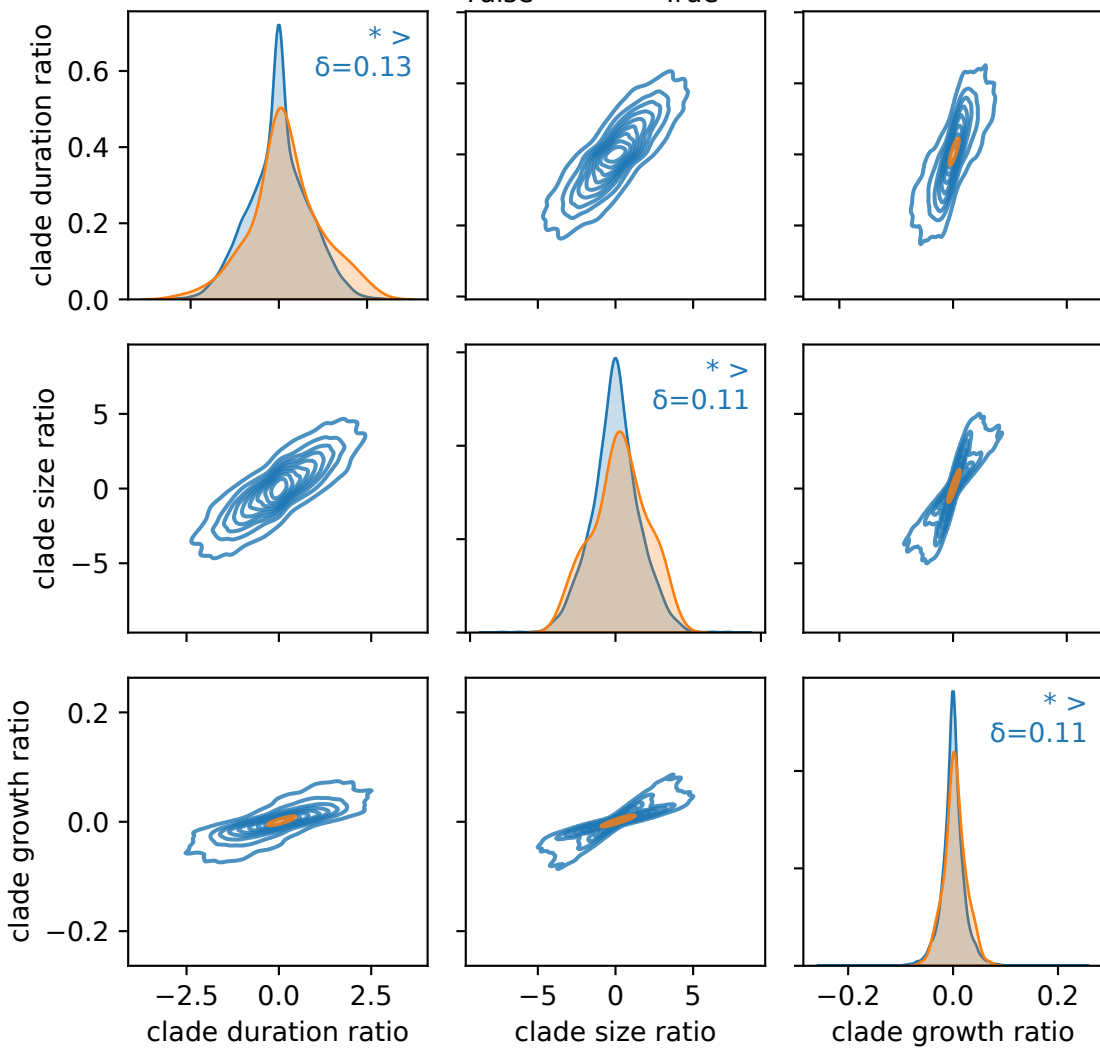 True
clade duration ratio
0.6
0.4
0.2
0.0
* >
δ=0.13
clade size ratio
5
0
−5
* >
δ=0.11
clade growth ratio
0.2
0.0
−0.2
* >
δ=0.11
−2.5 0.0 2.5
−5 0 5
−0.2 0.0 0.2
clade duration ratio
clade size ratio
clade growth ratio